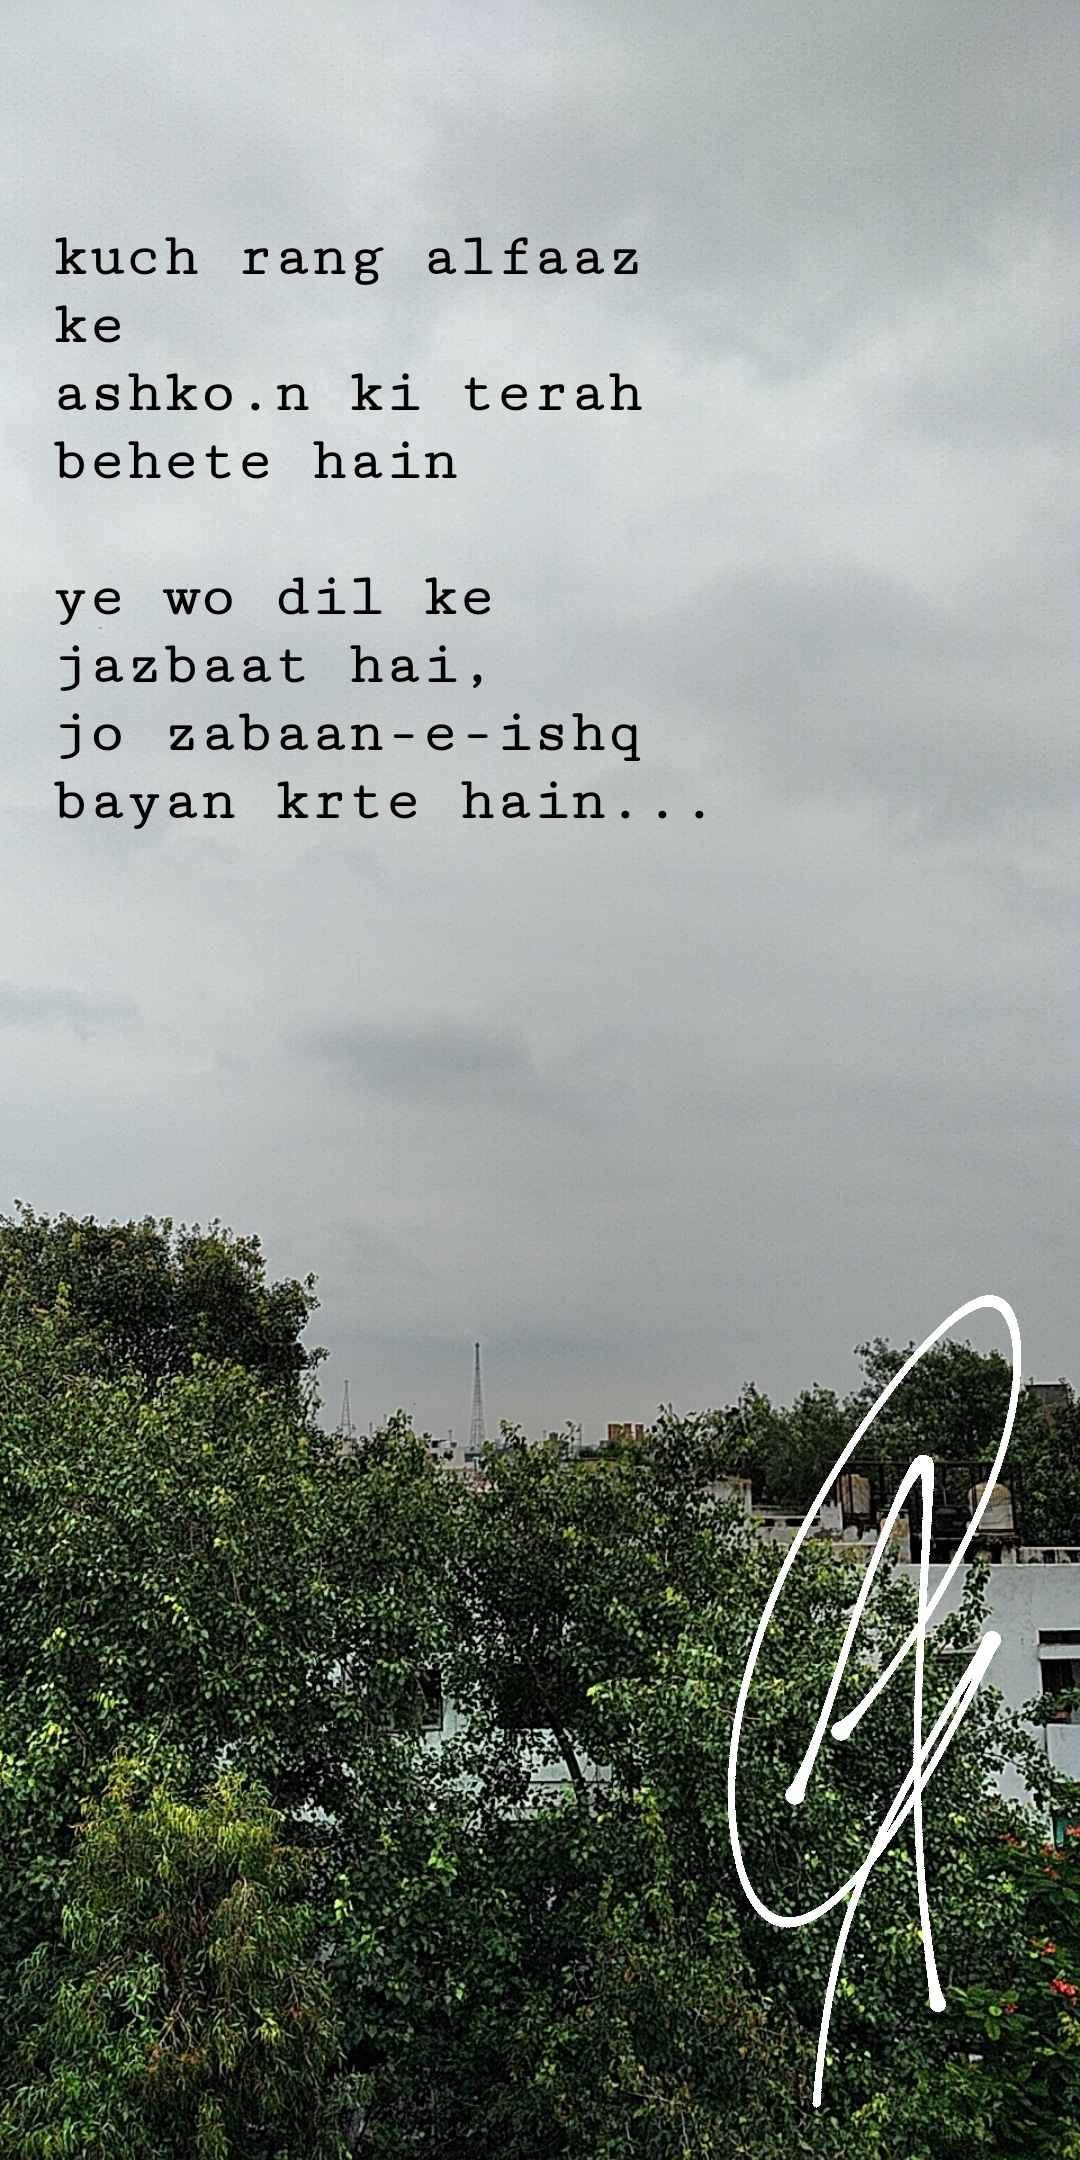 kuch rang alfaaz
ke
ashko.n ki terah
behete hain
ye wo dil ke
jazbaat hai,
jo zabaan-e-ishq
bayan krte hain...